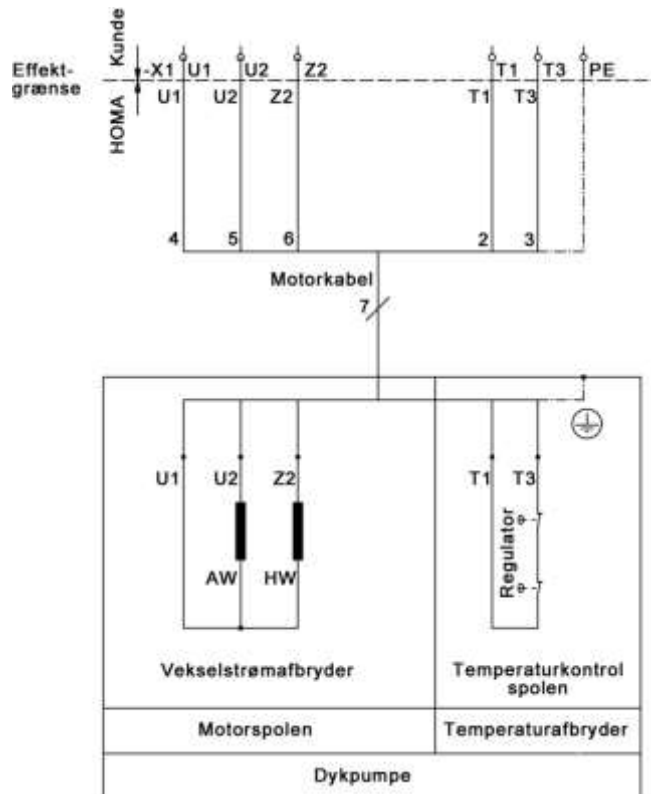 Kunde
Effekt-
grænse
HOMA
-X1 U1 U2 Z2 T1 T3 PE
U1 U2 Z2 T1 T3
4 5 6 2 3
Motorkabel
7
U1 U2 Z2 T1 T3
Regulator
AW HW
Vekselstrømafbryder
Temperaturkontrol
spolen
Motorspolen
Temperaturafbryder
Dykpumpe